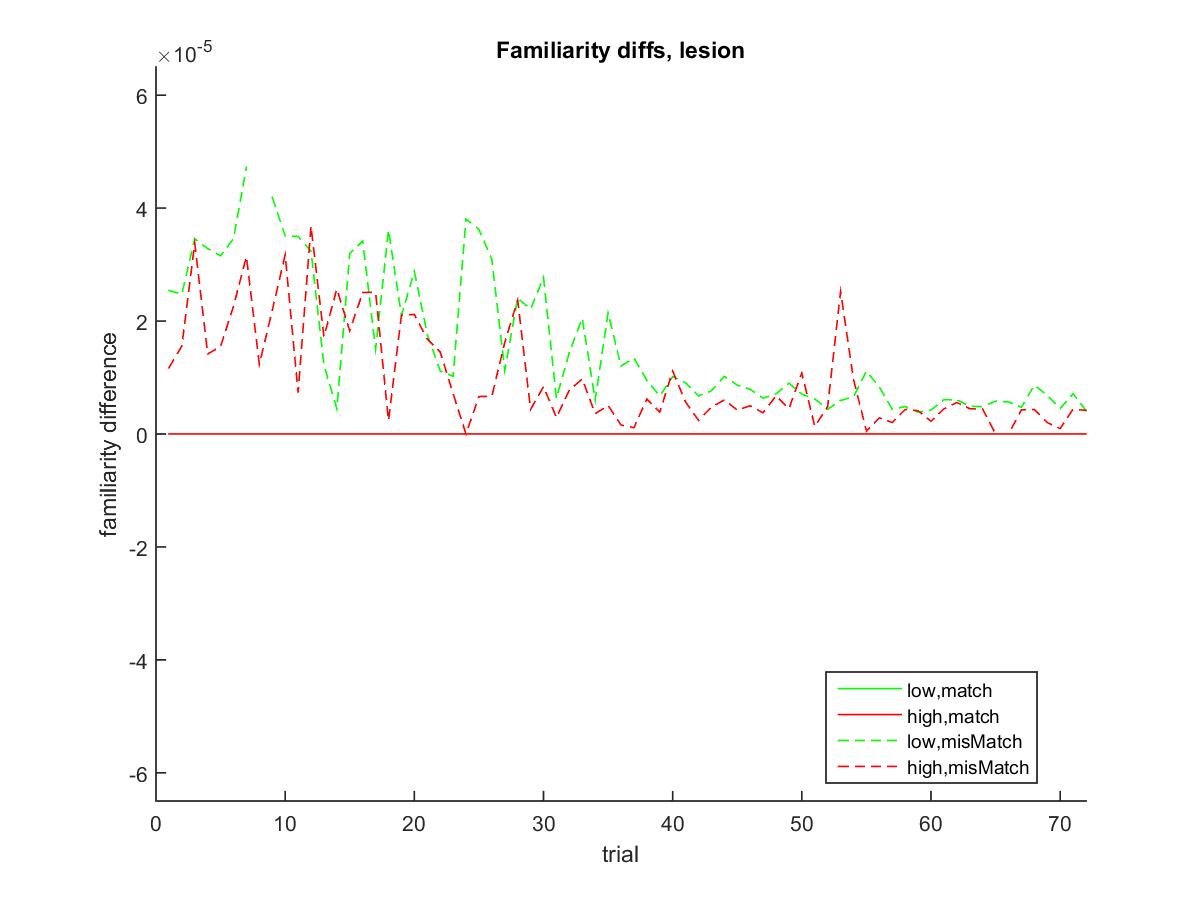 Familiarity diffs, lesion
×10-5
6
4
2
0
-2
-4
-6
familiarity difference
0 10 20 30 40 50 60 70
trial
low,match
high,match
low,misMatch
high,misMatch